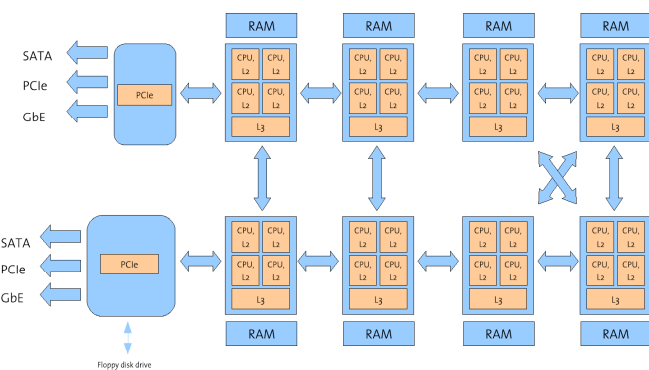 RAM RAM RAM RAM
SATA
PCIe
GbE
PCIe
CPU, L2 CPU, L2 CPU, L2 CPU, L2 CPU, L2 CPU, L2 CPU, L2 CPU, L2
CPU, L2 CPU, L2 CPU, L2 CPU, L2 CPU, L2 CPU, L2 CPU, L2 CPU, L2
L3 L3 L3 L3
SATA
PCIe
GbE
PCIe
CPU, L2 CPU, L2 CPU, L2 CPU, L2 CPU, L2 CPU, L2 CPU, L2 CPU, L2
CPU, L2 CPU, L2 CPU, L2 CPU, L2 CPU, L2 CPU, L2 CPU, L2 CPU, L2
L3 L3 L3 L3
RAM RAM RAM RAM
Floppy disk drive